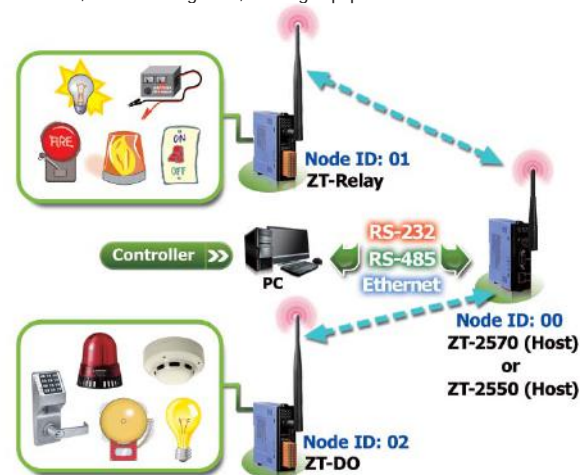 FIRE
ON
OFF
Node ID: 01
ZT-Relay
Controller
PC
RS-232
RS-485
Ethernet
Node ID: 00
ZT-2570 (Host)
or
ZT-2550 (Host)
Node ID: 02
ZT-DO